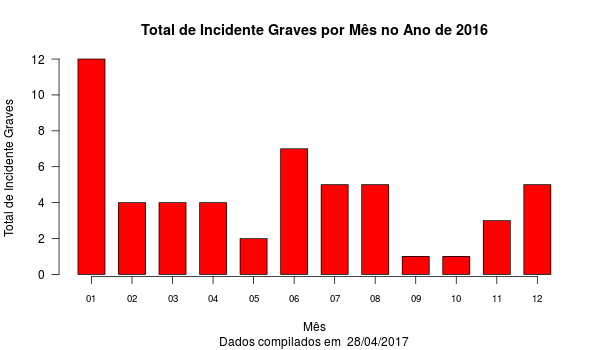 Total de Incidente Graves por Mês no Ano de 2016
Total de Incidente Graves
12
10
8
6
4
2
0
01 02 03 04 05 06 07 08 09 10 11 12
Mês
Dados compilados em 28/04/2017